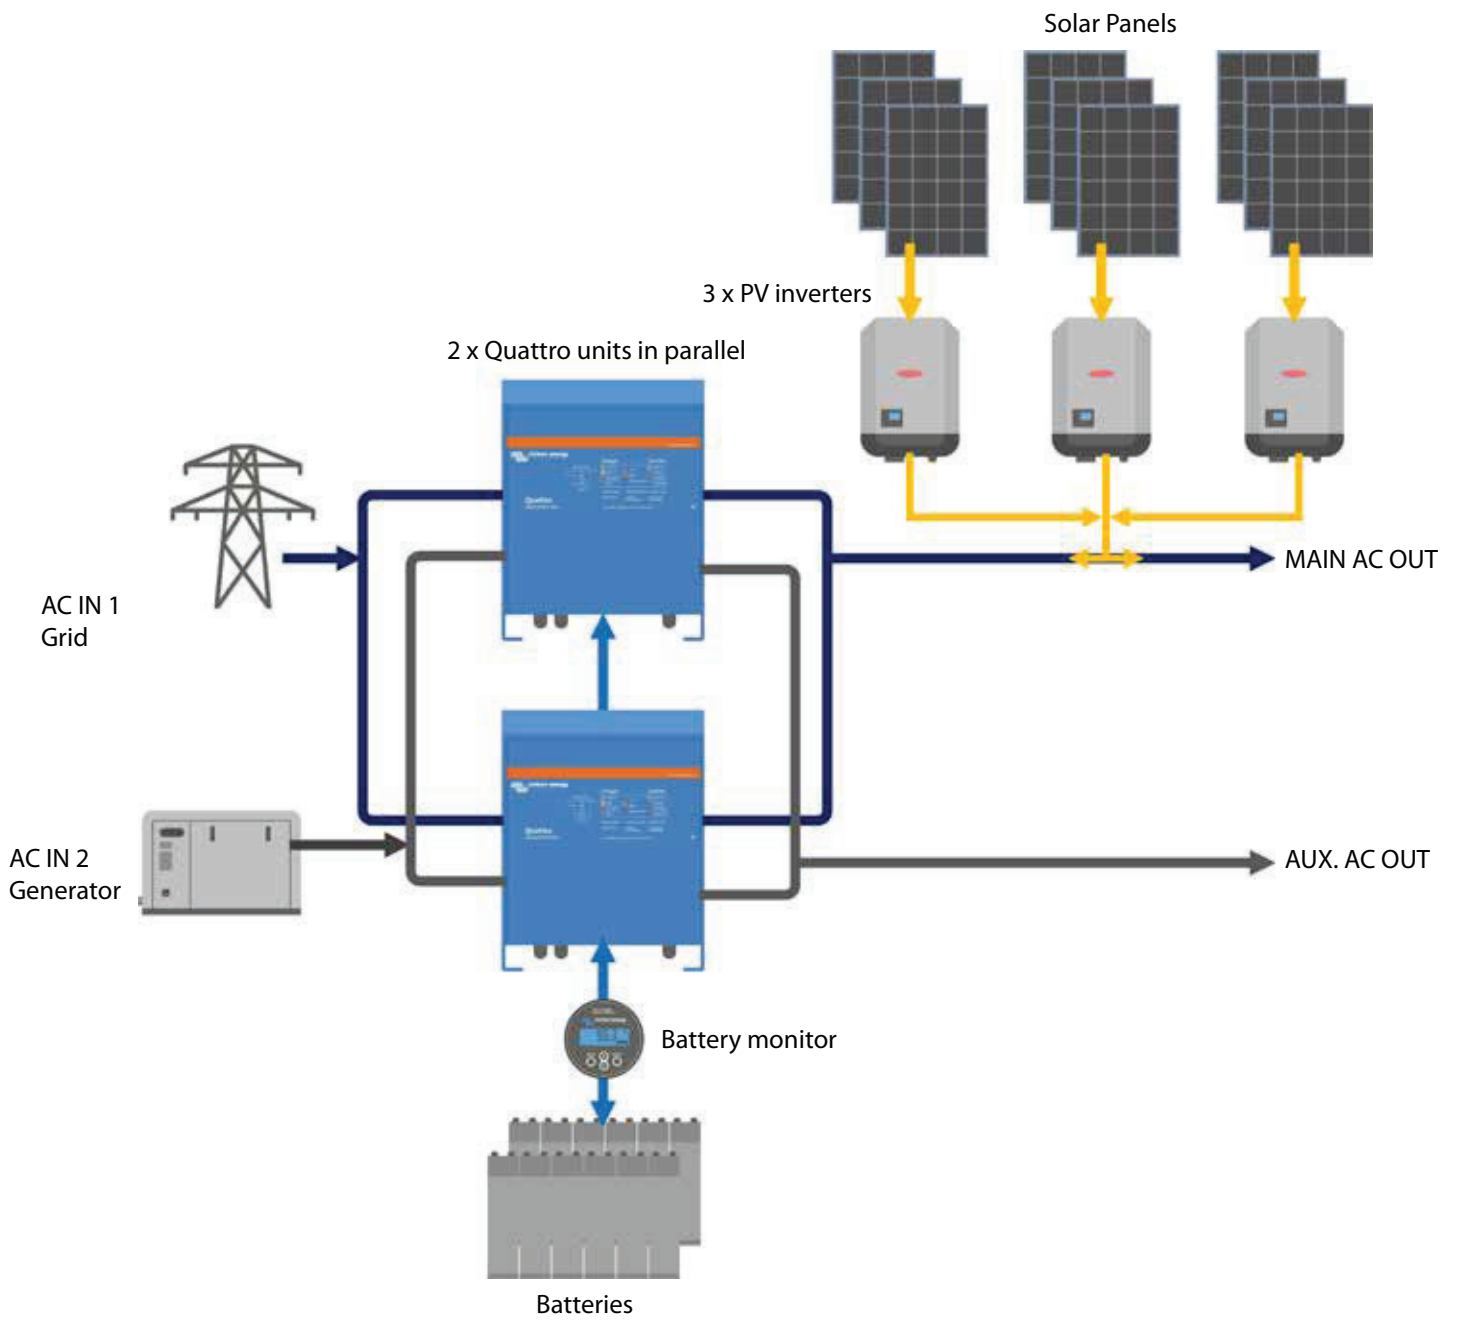 Solar Panels
3 x PV inverters
2 x Quattro units in parallel
MAIN AC OUT
AC IN 1
Grid
AC IN 2
Generator
AUX. AC OUT
Battery monitor
Batteries